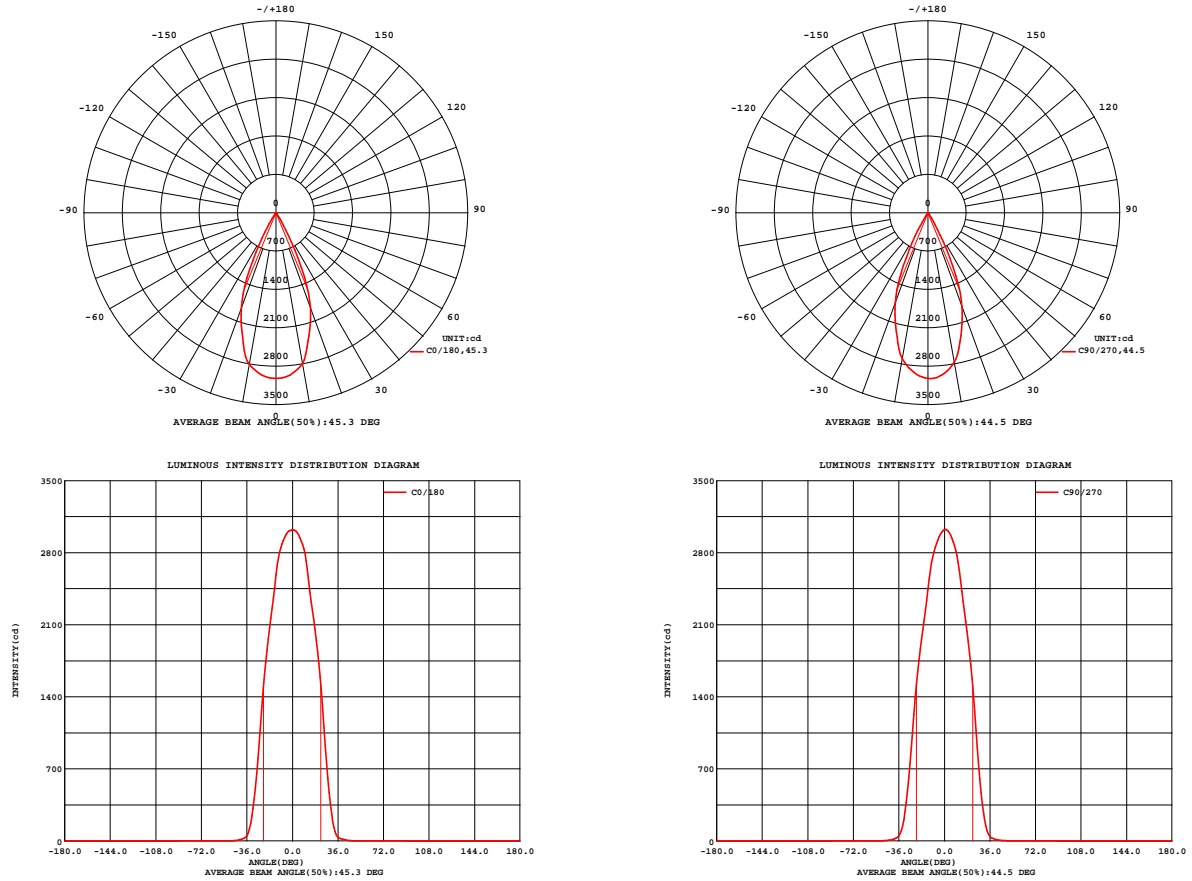 -/+180
-150
150
-120
120
-90
90
0
700
1400
-60
60
2100
UNIT:cd
C0/180,45.3
2800
-30
30
3500
0
AVERAGE BEAM ANGLE(50%):45.3 DEG
-/+180
-150
150
-120
120
-90
90
0
700
1400
-60
60
2100
UNIT:cd
C90/270,44.5
2800
-30
30
3500
0
AVERAGE BEAM ANGLE(50%):44.5 DEG
LUMINOUS INTENSITY DISTRIBUTION DIAGRAM
C0/180
3500
2800
2100
1400
700
0
INTENSITY(cd)
-180.0 -144.0 -108.0 -72.0 -36.0 0.0 36.0 72.0 108.0 144.0 180.0
ANGLE(DEG)
AVERAGE BEAM ANGLE(50%):45.3 DEG
LUMINOUS INTENSITY DISTRIBUTION DIAGRAM
C90/270
3500
2800
2100
1400
700
0
INTENSITY(cd)
-180.0 -144.0 -108.0 -72.0 -36.0 0.0 36.0 72.0 108.0 144.0 180.0
ANGLE(DEG)
AVERAGE BEAM ANGLE(50%):44.5 DEG